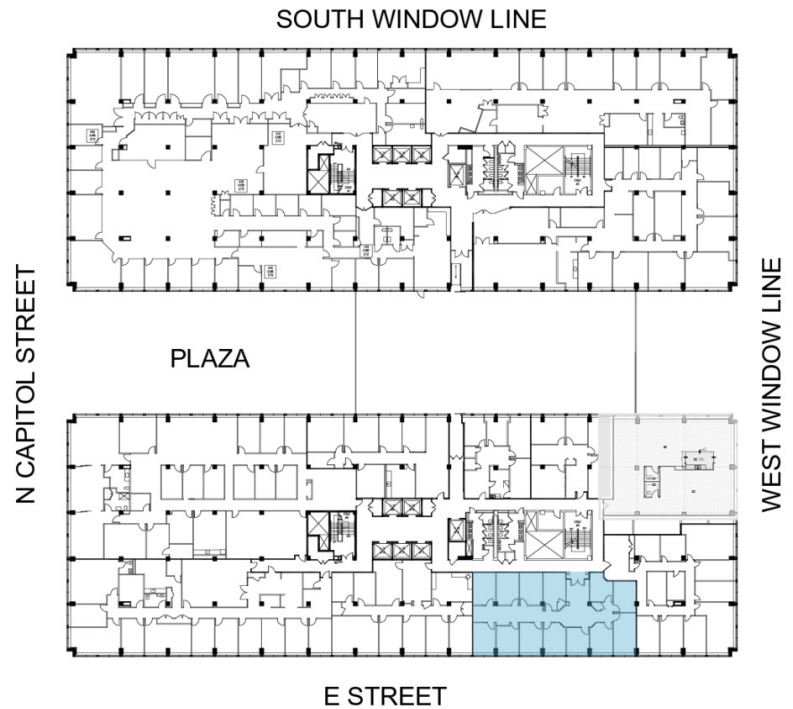 SOUTH WINDOW LINE
N CAPITOL STREET
PLAZA
WEST WINDOW LINE
E STREET